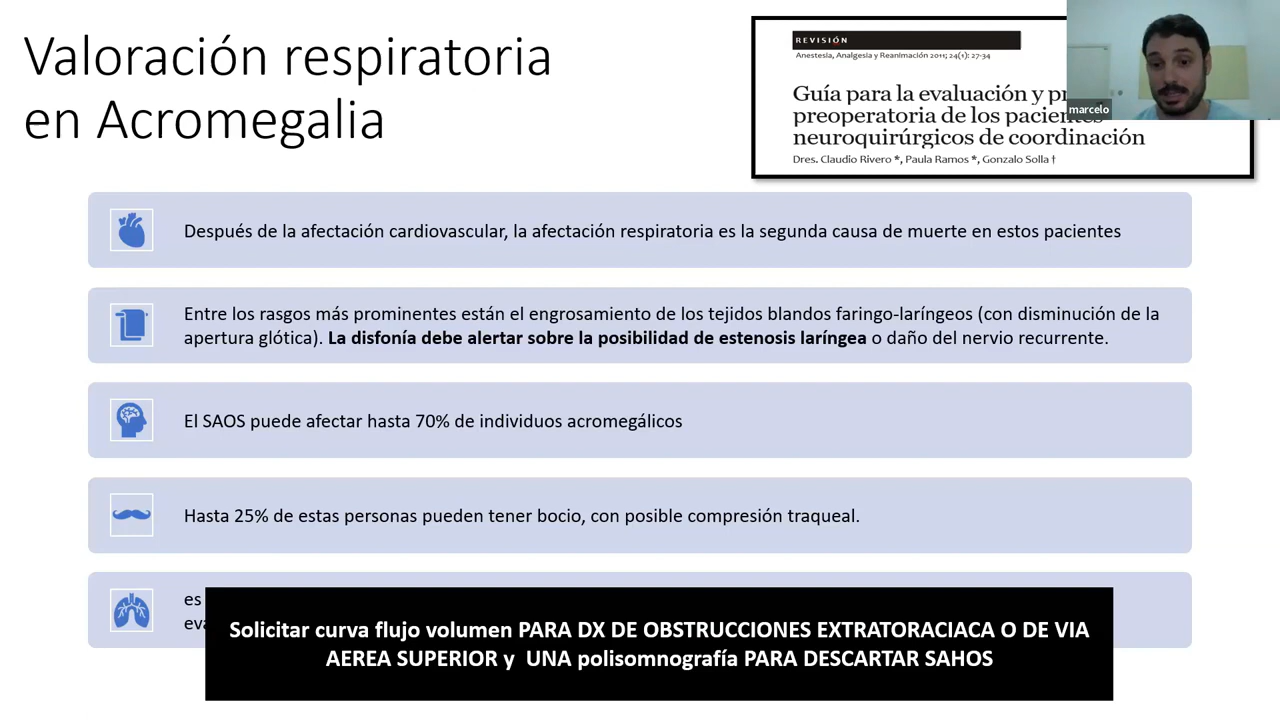 Valoración respiratoria
en Acromegalia
REVISIÓN
Anestesia, Analgesia y Reanimación 2011; 24(1): 27-34
Guía para la evaluación y
preoperatoria de los pacientes
neuroquirúrgicos de coordinación
Dres. Claudio Rivero *, Paula Ramos *, Gonzalo Solla †
marcelo
Después de la afectación cardiovascular, la afectación respiratoria es la segunda causa de muerte en estos pacientes
Entre los rasgos más prominentes están el engrosamiento de los tejidos blandos faringo-laríngeos (con disminución de la
apertura glótica). La disfonía debe alertar sobre la posibilidad de estenosis laríngea o daño del nervio recurrente.
El SAOS puede afectar hasta 70% de individuos acromegálicos
Hasta 25% de estas personas pueden tener bocio, con posible compresión traqueal.
es
Solicitar curva flujo volumen PARA DX DE OBSTRUCCIONES EXTRATORACIACA O DE VIA
AEREA SUPERIOR y UNA polisomnografía PARA DESCARTAR SAHOS